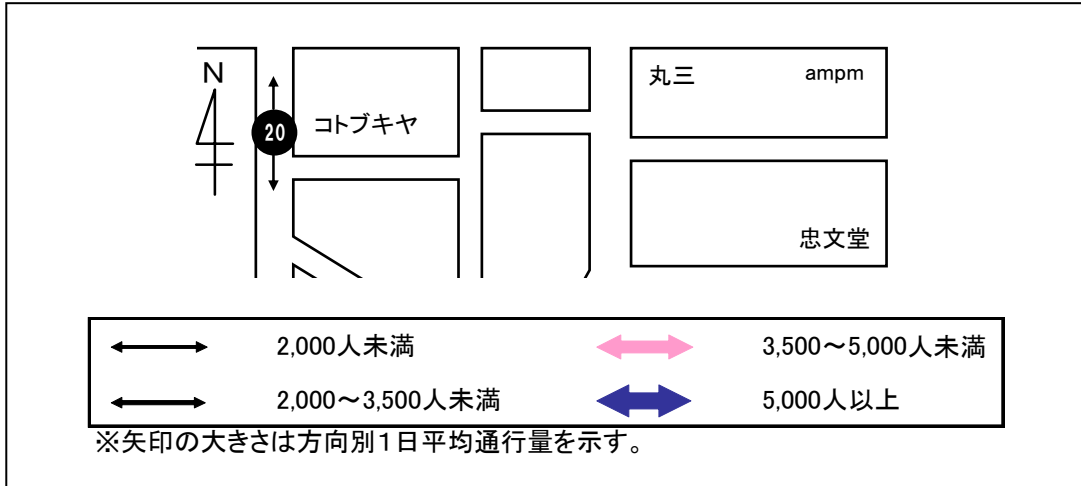 N
20
コトブキヤ
丸三
ampm
忠文堂
2,000人未満
3,500～5,000人未満
2,000～3,500人未満
5,000人以上
※矢印の大きさは方向別１日平均通行量を示す。